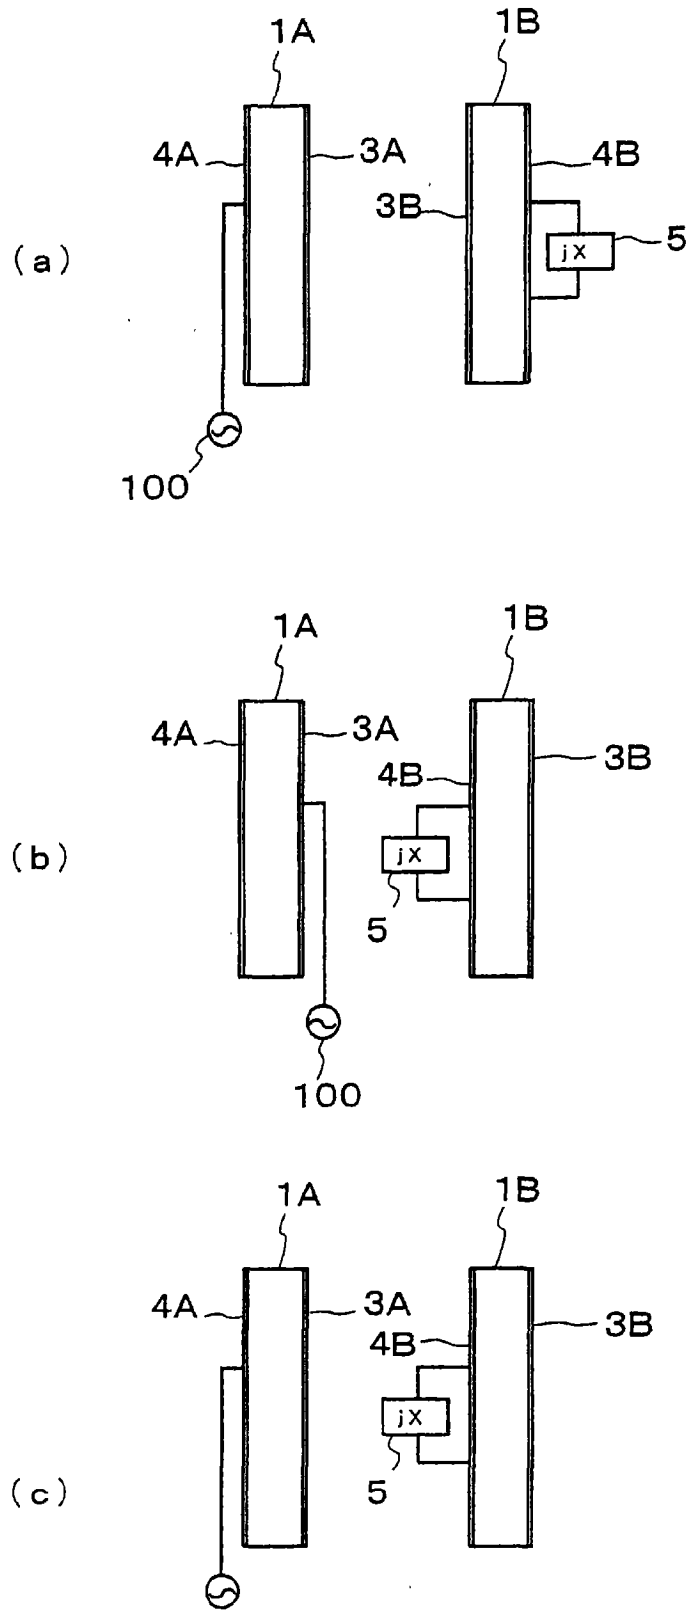 1A 1B
4A 3A 4B
3B
(a) jX 5
100
1A 1B
4A 3A 3B
4B
(b) jX
5
100
1A 1B
4A 3A 3B
4B
jX
(c) 5